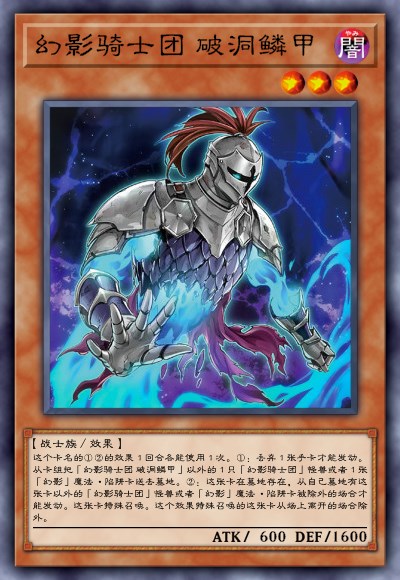 幻影骑士团 破洞鳞甲
やみ
闇
【战士族／效果】
这个卡名的①②的效果1回合各能使用1次。①：丢弃1张手卡才能发动。
从卡组把「幻影骑士团 破洞鳞甲」以外的1只「幻影骑士团」怪兽或者1张
「幻影」魔法·陷阱卡送去墓地。②：这张卡在墓地存在，从自己墓地有这
张卡以外的「幻影骑士团」怪兽或者「幻影」魔法·陷阱卡被除外的场合才
能发动。这张卡特殊召唤。这个效果特殊召唤的这张卡从场上离开的场合除
外。
ATK/ 600 DEF/1600